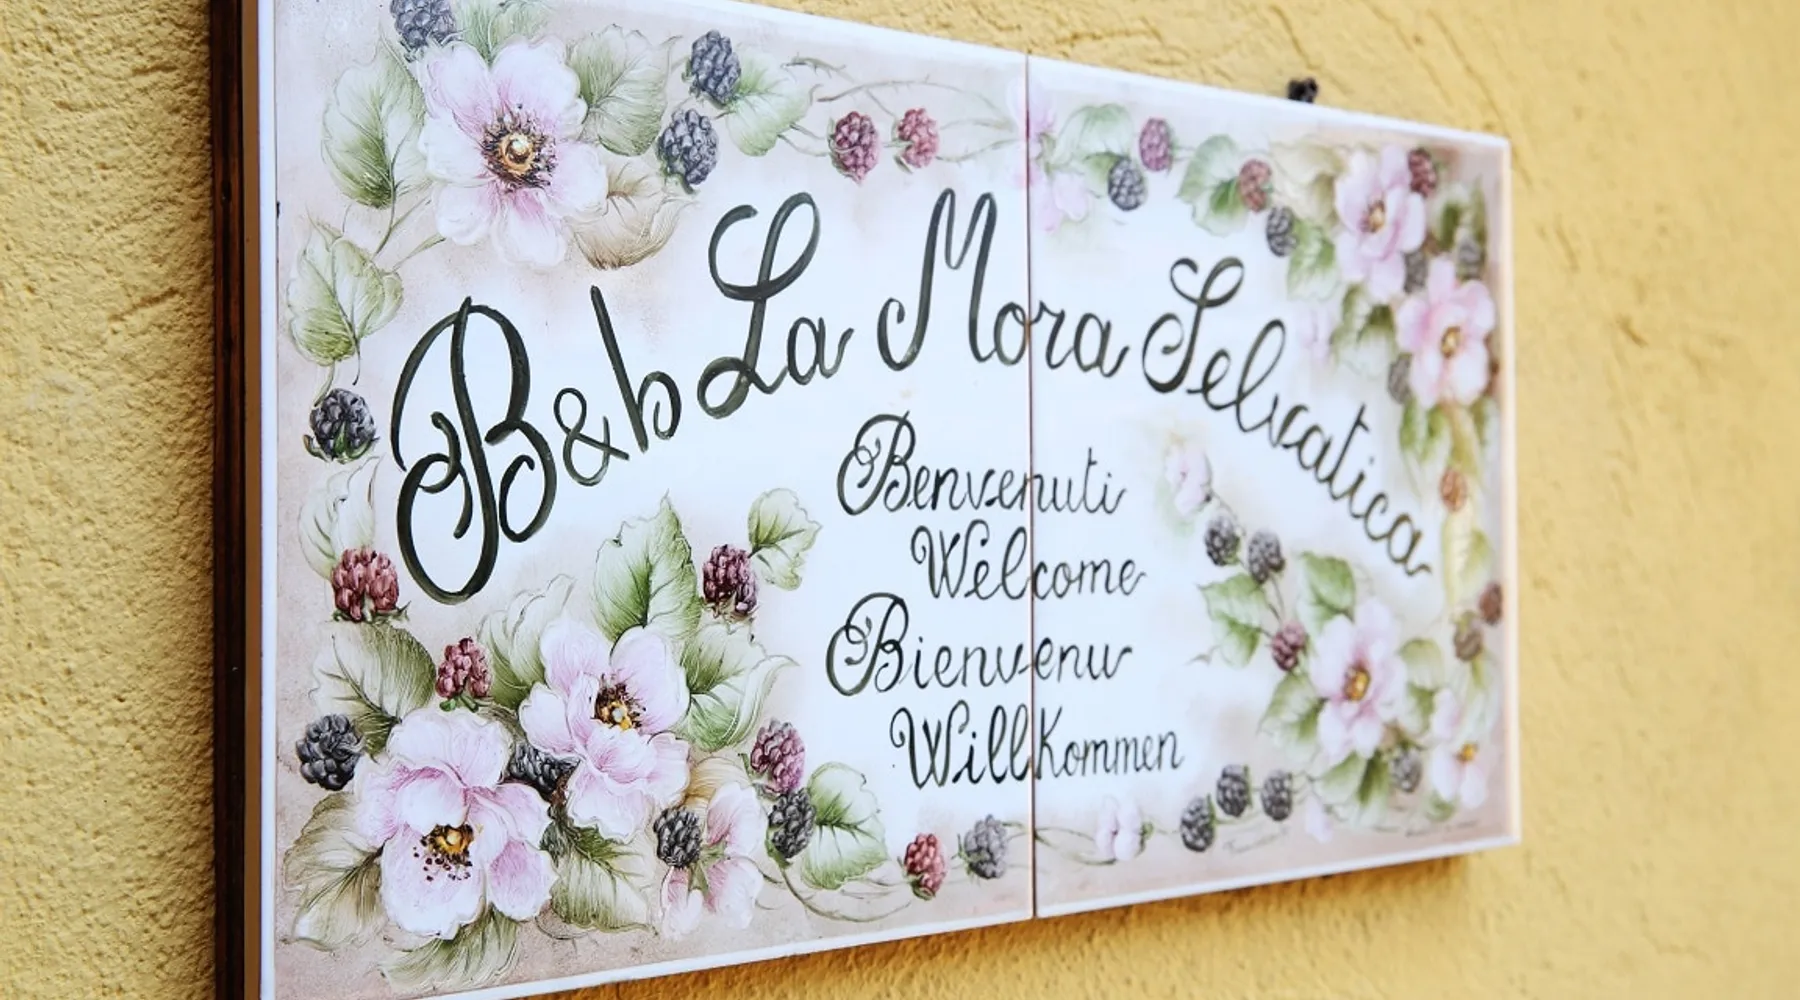 B&b La Mora Selvatica
Benvenuti
Welcome
Bienvenu
Willkommen